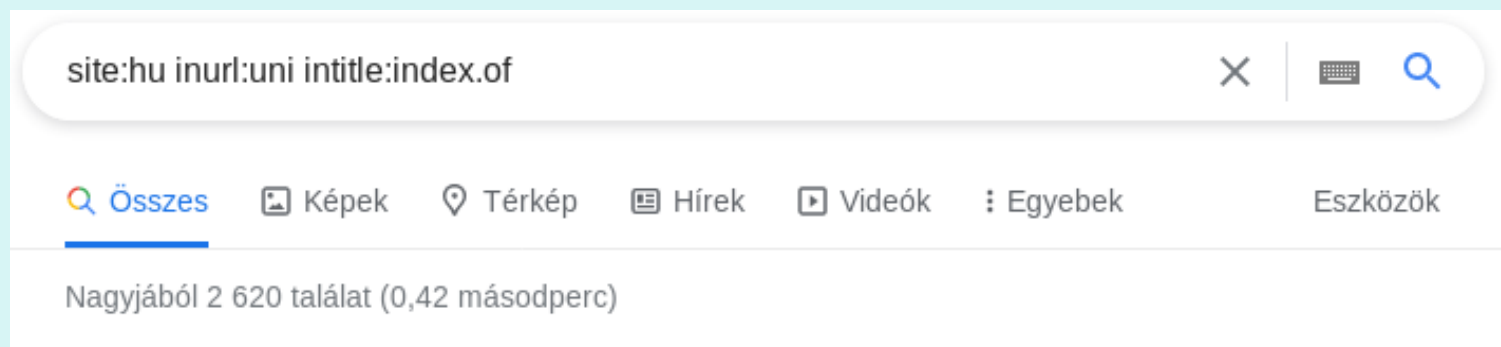 site:hu inurl:uni intitle:index.of
Összes Képek Térkép Hírek Videók Egyebek Eszközök
Nagyjából 2 620 találat (0,42 másodperc)